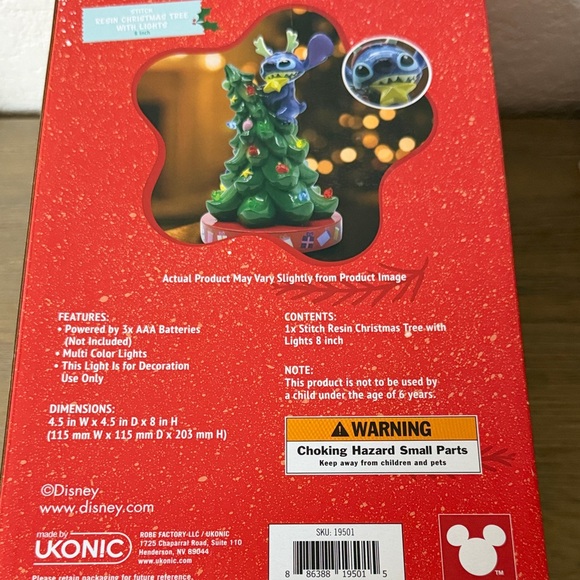 STITCH
RESIN CHRISTMAS TREE
WITH LIGHTS
8 inch
Actual Product May Vary Slightly from Product Image
FEATURES:
• Powered by 3x AAA Batteries
(Not Included)
• Multi Color Lights
• This Light Is for Decoration
Use Only
DIMENSIONS:
4.5 in W x 4.5 in D x 8 in H
(115 mm W x 115 mm D x 203 mm H)
CONTENTS:
1x Stitch Resin Christmas Tree with
Lights 8 inch
NOTE:
This product is not to be used by
a child under the age of 6 years.
WARNING
Choking Hazard Small Parts
Keep away from children and pets
©Disney
www.disney.com
made by
UKONIC
ROBE FACTORY-LLC / UKONIC
1725 Chaparral Road, Suite 110
Henderson, NV 89044
www.ukonic.com
Please retain packaging for future reference.
SKU: 19501
8 86388 19501 5
TM